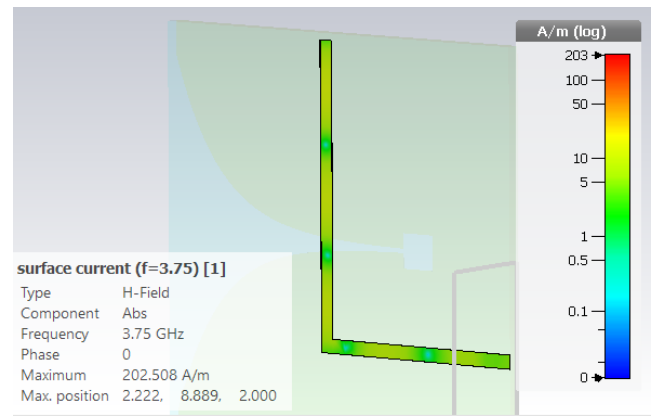 A/m (log)
203
100
50
10
5
1
0.5
0.1
0
surface current (f=3.75) [1]
Type H-Field
Component Abs
Frequency 3.75 GHz
Phase 0
Maximum 202.508 A/m
Max. position 2.222, 8.889, 2.000